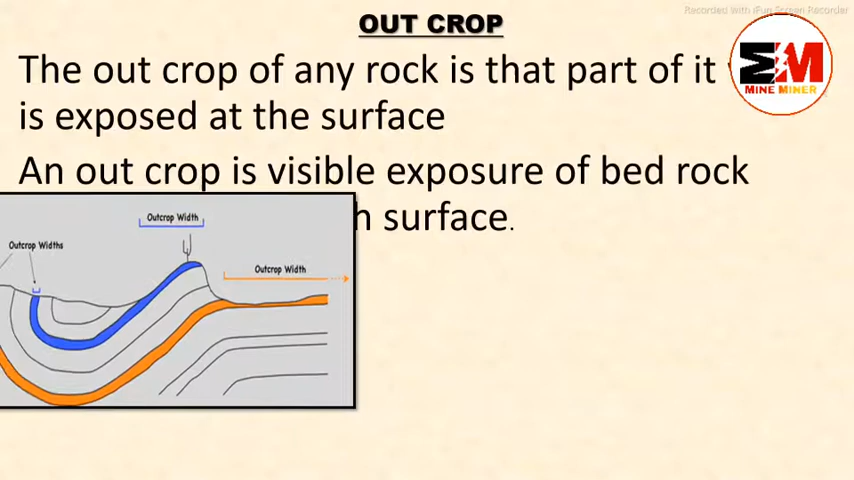 Recorded with iFun Screen Recorder
OUT CROP
The out crop of any rock is that part of it
MINE MINER
is exposed at the surface
An out crop is visible exposure of bed rock
h surface.
Outcrop Width
Outcrop Widths
Outcrop Width